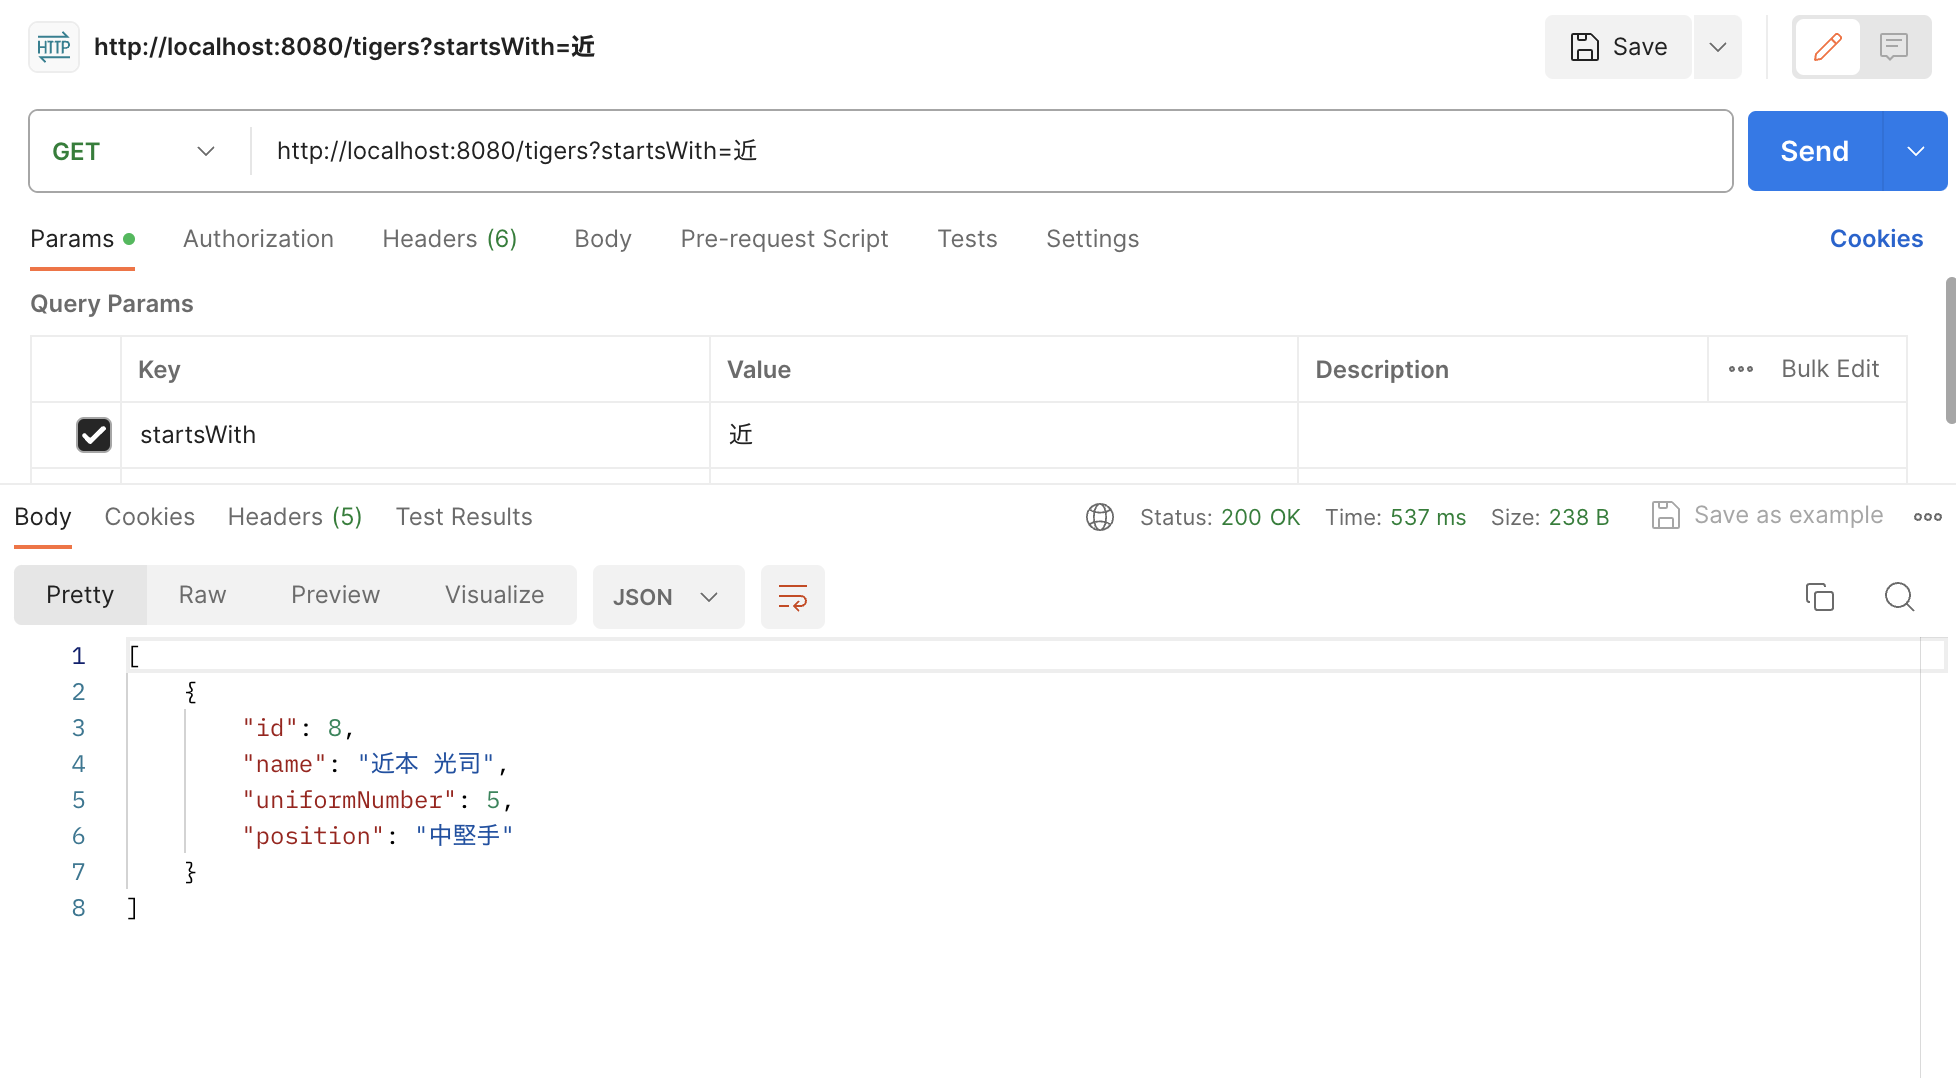 HTTP http://localhost:8080/tigers?startsWith=近 Save
GET http://localhost:8080/tigers?startsWith=近 Send
Params Authorization Headers (6) Body Pre-request Script Tests Settings Cookies
Query Params
Key Value Description Bulk Edit
startsWith 近
Body Cookies Headers (5) Test Results Status: 200 OK Time: 537 ms Size: 238 B Save as example
Pretty Raw Preview Visualize JSON
1 [
2 {
3 "id": 8,
4 "name": "近本 光司",
5 "uniformNumber": 5,
6 "position": "中堅手"
7 }
8 ]